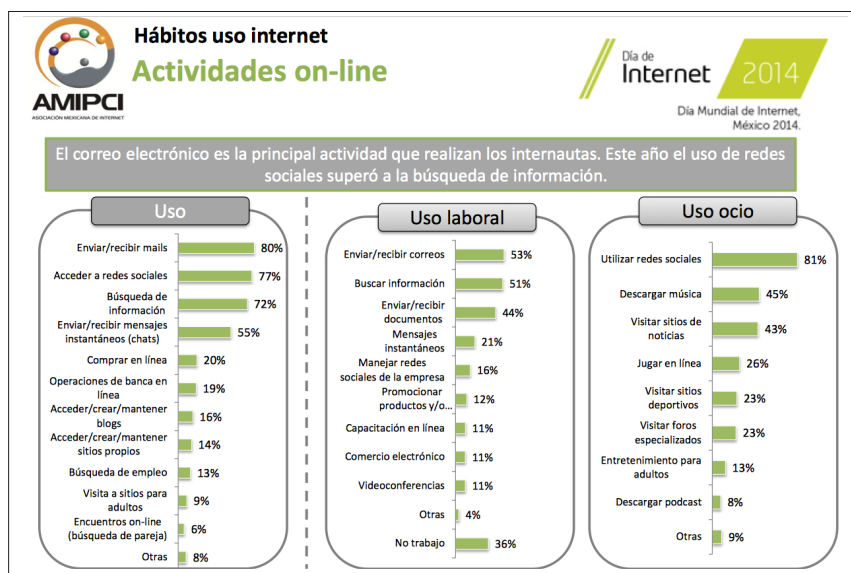 AMIPCI
ASOCIACIÓN MEXICANA DE INTERNET
Hábitos uso internet
Actividades on-line
Día de
Internet
2014
Día Mundial de Internet,
México 2014.
El correo electrónico es la principal actividad que realizan los internautas. Este año el uso de redes
sociales superó a la búsqueda de información.
Uso
Enviar/recibir mails 80%
Acceder a redes sociales 77%
Búsqueda de
información 72%
Enviar/recibir mensajes
instantáneos (chats) 55%
Comprar en línea 20%
Operaciones de banca en
línea 19%
Acceder/crear/mantener
blogs 16%
Acceder/crear/mantener
sitios propios 14%
Búsqueda de empleo 13%
Visita a sitios para
adultos 9%
Encuentros on-line
(búsqueda de pareja) 6%
Otras 8%
Uso laboral
Enviar/recibir correos 53%
Buscar información 51%
Enviar/recibir
documentos 44%
Mensajes
instantáneos 21%
Manejar redes
sociales de la empresa 16%
Promocionar
productos y/o... 12%
Capacitación en línea 11%
Comercio electrónico 11%
Videoconferencias 11%
Otras 4%
No trabajo 36%
Uso ocio
Utilizar redes sociales 81%
Descargar música 45%
Visitar sitios de
noticias 43%
Jugar en línea 26%
Visitar sitios
deportivos 23%
Visitar foros
especializados 23%
Entretenimiento para
adultos 13%
Descargar podcast 8%
Otras 9%